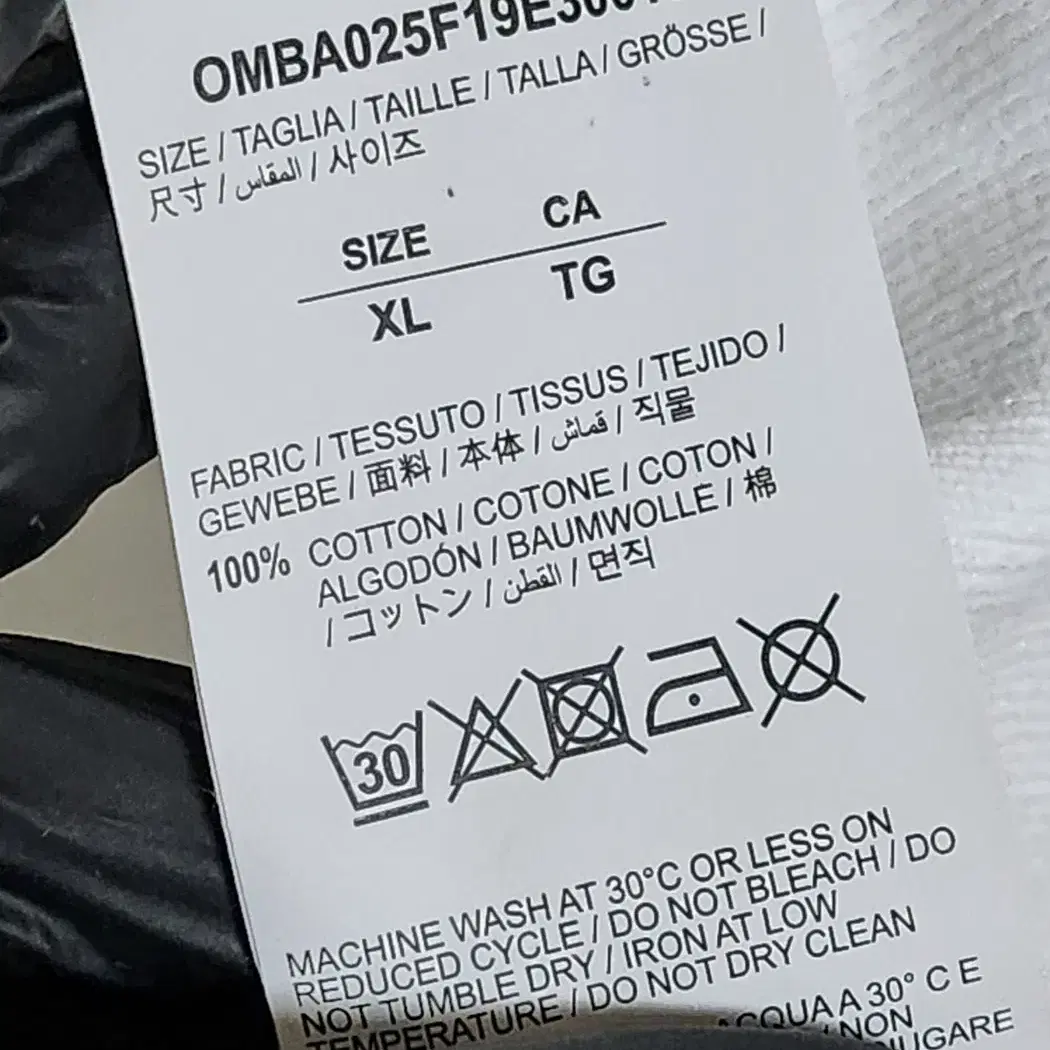 OMBA025F19E300
SIZE / TAGLIA / TAILLE / TALLA / GRÖSSE /
尺寸 / المقاس / 사이즈
SIZE CA
XL TG
FABRIC / TESSUTO / TISSUS / TEJIDO /
GEWEBE / 面料 / 本体 / قماش / 직물
100% COTTON / COTONE / COTON /
ALGODÓN / BAUMWOLLE / 棉
/ コットン / القطن / 면직
30
MACHINE WASH AT 30°C OR LESS ON
REDUCED CYCLE / DO NOT BLEACH / DO
NOT TUMBLE DRY / IRON AT LOW
TEMPERATURE / DO NOT DRY CLEAN
ACQUA A 30° C E
/ NON